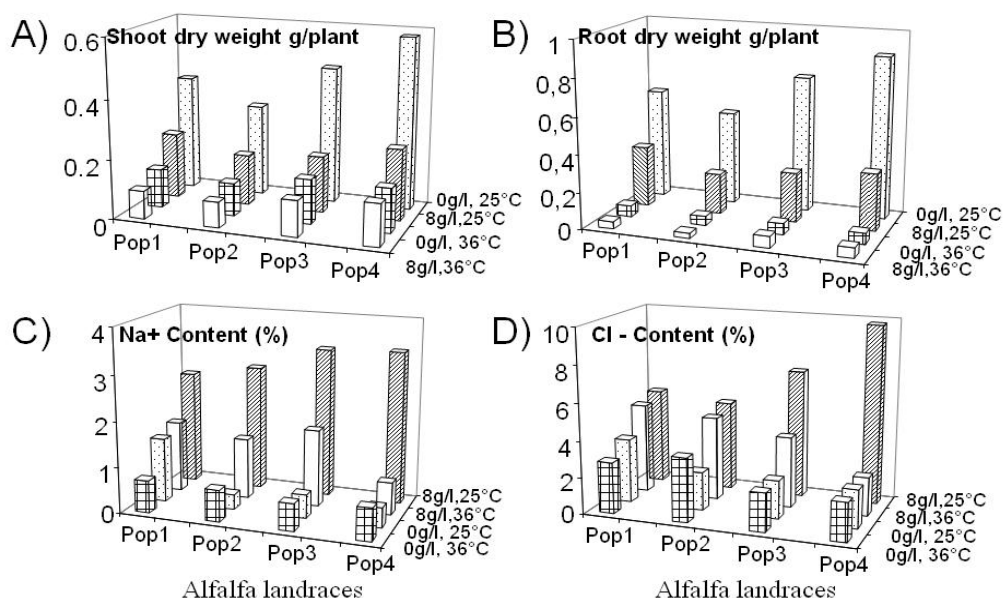 A)
Shoot dry weight g/plant
0.6
0.4
0.2
0
Pop1
Pop2
Pop3
Pop4
0g/l, 25°C
8g/l,25°C
0g/l, 36°C
8g/l,36°C
B)
Root dry weight g/plant
1
0,8
0,6
0,4
0,2
0
Pop1
Pop2
Pop3
Pop4
0g/l, 25°C
8g/l,25°C
0g/l, 36°C
8g/l,36°C
C)
Na+ Content (%)
4
3
2
1
0
Pop1
Pop2
Pop3
Pop4
8g/l,25°C
8g/l,36°C
0g/l, 25°C
0g/l, 36°C
Alfalfa landraces
D)
Cl - Content (%)
10
8
6
4
2
0
Pop1
Pop2
Pop3
Pop4
8g/l,25°C
8g/l,36°C
0g/l, 25°C
0g/l, 36°C
Alfalfa landraces